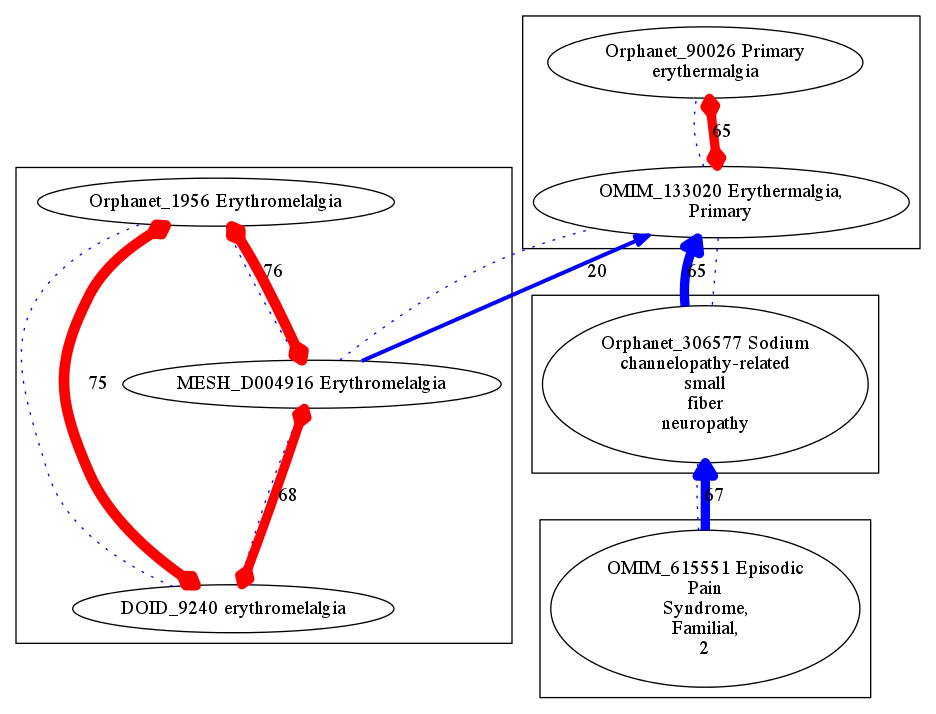 Orphanet_90026 Primary
erythermalgia
65
OMIM_133020 Erythermalgia,
Primary
Orphanet_1956 Erythromelalgia
76
20
65
Orphanet_306577 Sodium
channelopathy-related
small
fiber
neuropathy
75
MESH_D004916 Erythromelalgia
68
67
OMIM_615551 Episodic
Pain
Syndrome,
Familial,
2
DOID_9240 erythromelalgia